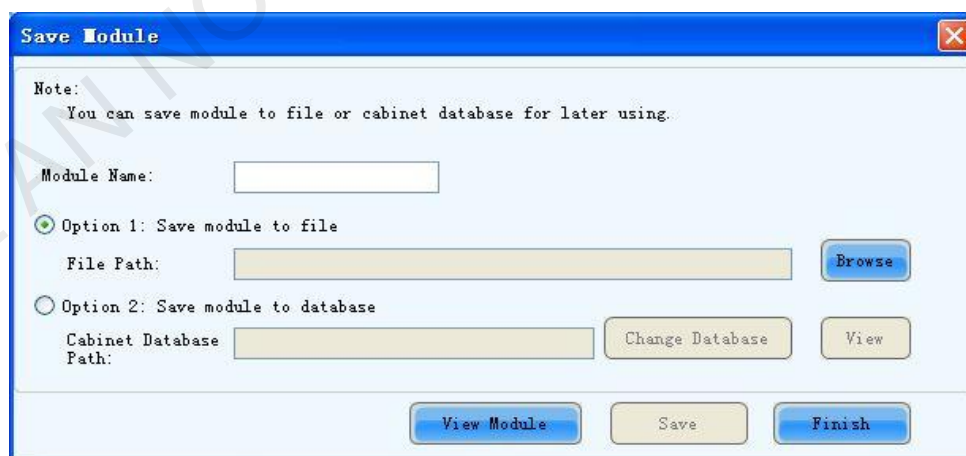 Save Module
Note:
You can save module to file or cabinet database for later using.
Module Name:
Option 1: Save module to file
File Path:
Browse
Option 2: Save module to database
Cabinet Database
Path:
Change Database
View
View Module
Save
Finish